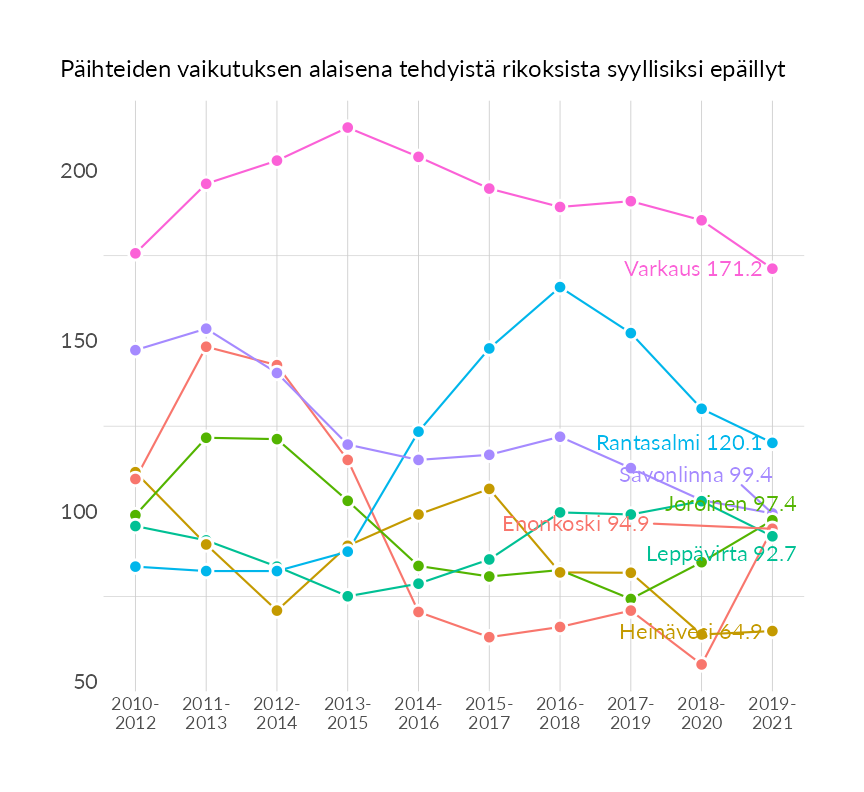 Päihteiden vaikutuksen alaisena tehdyistä rikoksista syyllisiksi epäillyt
200
150
100
50
Varkaus 171.2
Rantasalmi 120.1
Savonlinna 99.4
Joroinen 97.4
Enonkoski 94.9
Leppävirta 92.7
Heinävesi 64.9
2010- 2011- 2012- 2013- 2014- 2015- 2016- 2017- 2018- 2019-
2012 2013 2014 2015 2016 2017 2018 2019 2020 2021